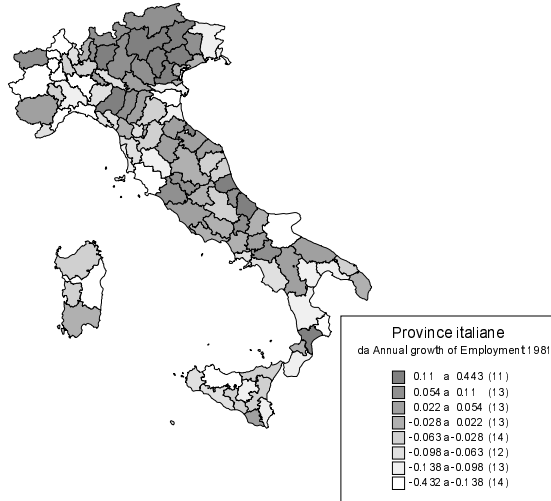 Province italiane
da Annual growth of Employment 1981
0.11 a 0.443 (11)
0.054 a 0.11 (13)
0.022 a 0.054 (13)
-0.028 a 0.022 (13)
-0.063 a -0.028 (14)
-0.098 a -0.063 (12)
-0.138 a -0.098 (13)
-0.432 a -0.138 (14)